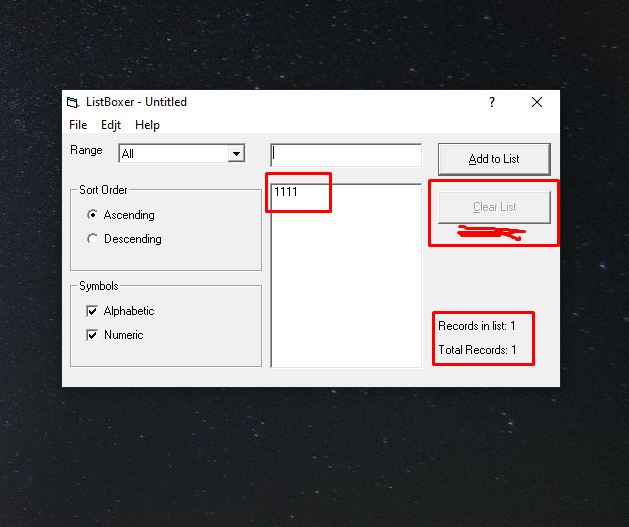 ListBoxer - Untitled
?
File Edjt Help
Range
All
Add to List
Sort Order
1111
Clear List
Ascending
Descending
Symbols
Alphabetic
Numeric
Records in list: 1
Total Records: 1